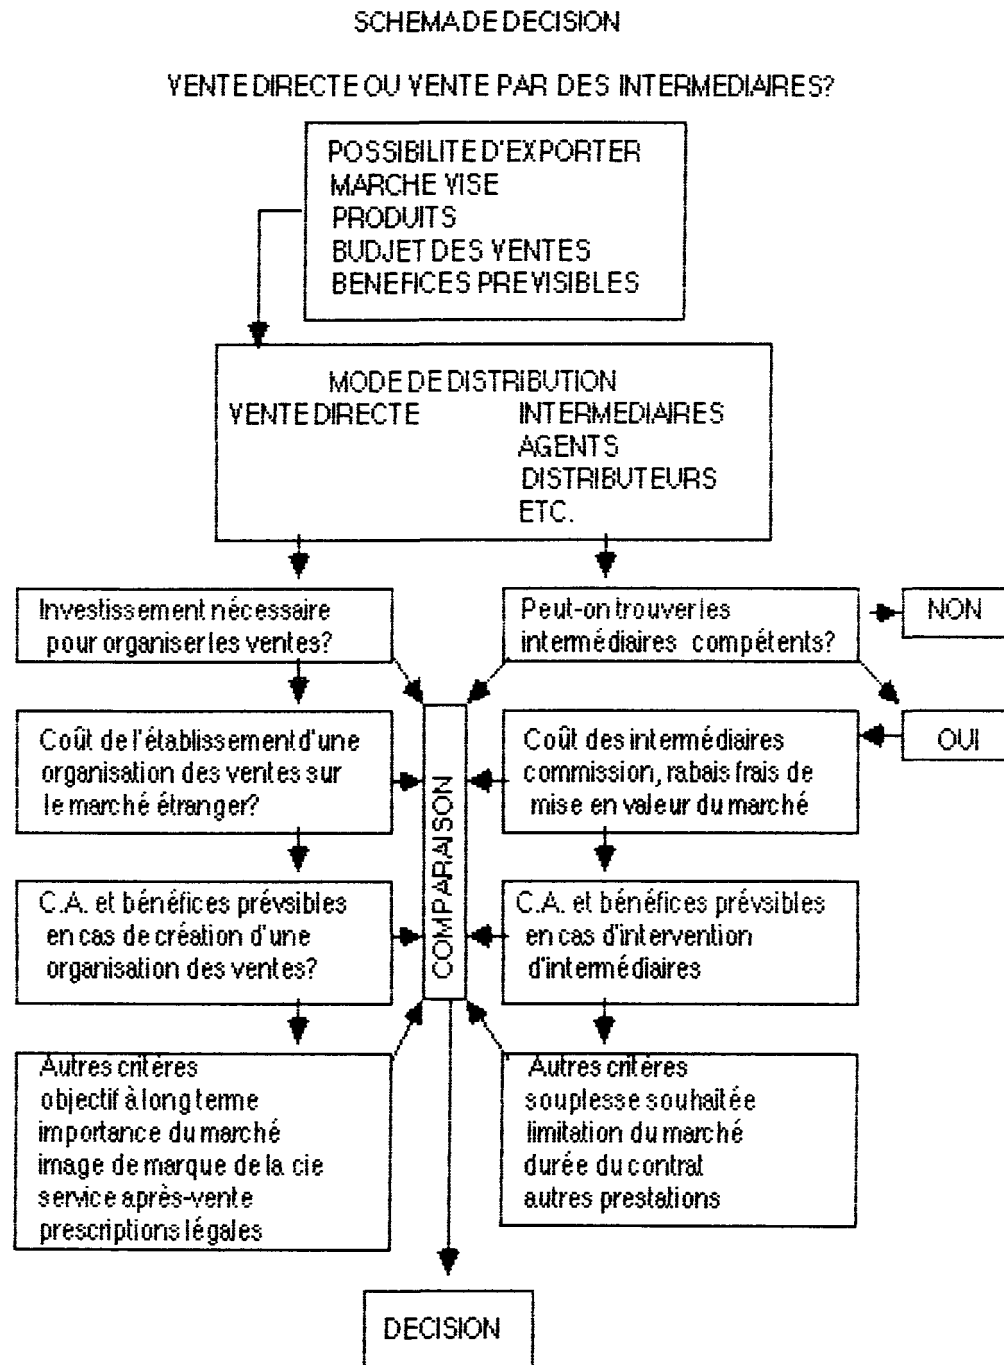 SCHEMA DE DECISION
VENTE DIRECTE OU VENTE PAR DES INTERMEDIAIRES?
POSSIBILITE D'EXPORTER
MARCHE VISE
PRODUITS
BUDJET DES VENTES
BENEFICES PREVISIBLES
MODE DE DISTRIBUTION
VENTE DIRECTE
INTERMEDIAIRES
AGENTS
DISTRIBUTEURS
ETC.
Investissement nécessaire
pour organiser les ventes?
Peut-on trouver les
intermédiaires compétents?
NON
Coût de l'établissement d'une
organisation des ventes sur
le marché étranger?
COMPARAISON
Coût des intermédiaires
commission, rabais frais de
mise en valeur du marché
OUI
C.A. et bénéfices prévsibles
en cas de création d'une
organisation des ventes?
C.A. et bénéfices prévsibles
en cas d'intervention
d'intermédiaires
Autres critères
objectif à long terme
importance du marché
image de marque de la cie
service après-vente
prescriptions légales
Autres critères
souplesse souhaitée
limitation du marché
durée du contrat
autres prestations
DECISION